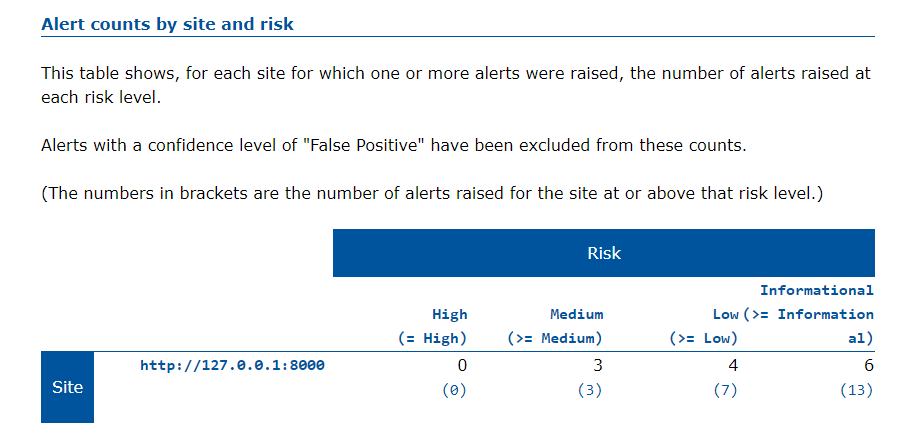 Alert counts by site and risk
This table shows, for each site for which one or more alerts were raised, the number of alerts raised at
each risk level.
Alerts with a confidence level of "False Positive" have been excluded from these counts.
(The numbers in brackets are the number of alerts raised for the site at or above that risk level.)
Risk
Informational
High Medium Low (>= Information
(= High) (>= Medium) (>= Low) al)
http://127.0.0.1:8000 0 3 4 6
Site
(0) (3) (7) (13)